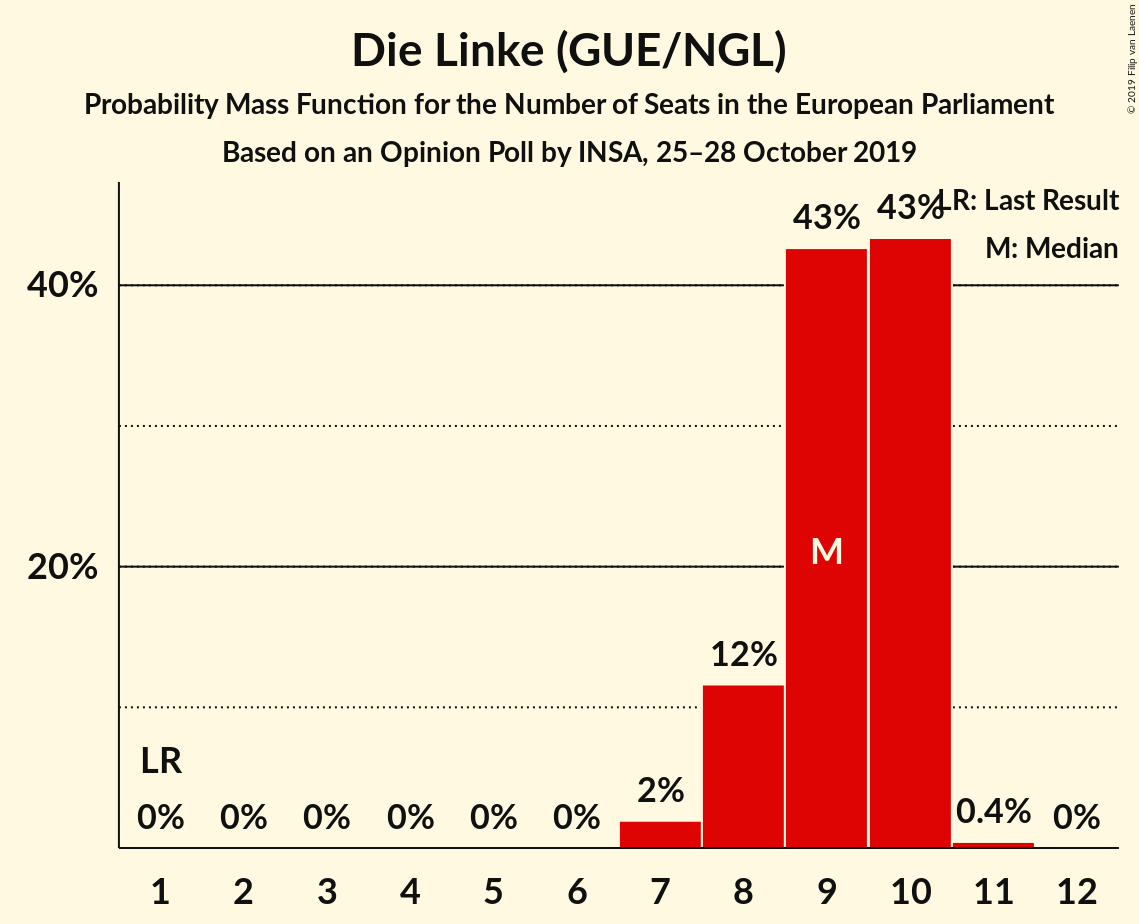 Die Linke (GUE/NGL)
Probability Mass Function for the Number of Seats in the European Parliament
Based on an Opinion Poll by INSA, 25–28 October 2019
© 2019 Filip van Laenen
LR: Last Result
M: Median
43% 43%
40%
M
20%
12%
LR
2%
0% 0% 0% 0% 0% 0% 0.4% 0%
1 2 3 4 5 6 7 8 9 10 11 12